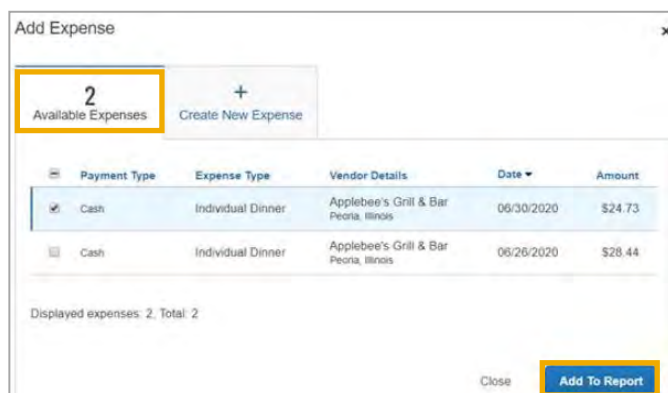 Add Expense
×
2
Available Expenses
+
Create New Expense
Payment Type Expense Type Vendor Details Date Amount
Cash Individual Dinner Applebee's Grill & Bar 06/30/2020 $24.73
Peoria, Illinois
Cash Individual Dinner Applebee's Grill & Bar 06/26/2020 $28.44
Peoria, Illinois
Displayed expenses: 2, Total: 2
Close Add To Report